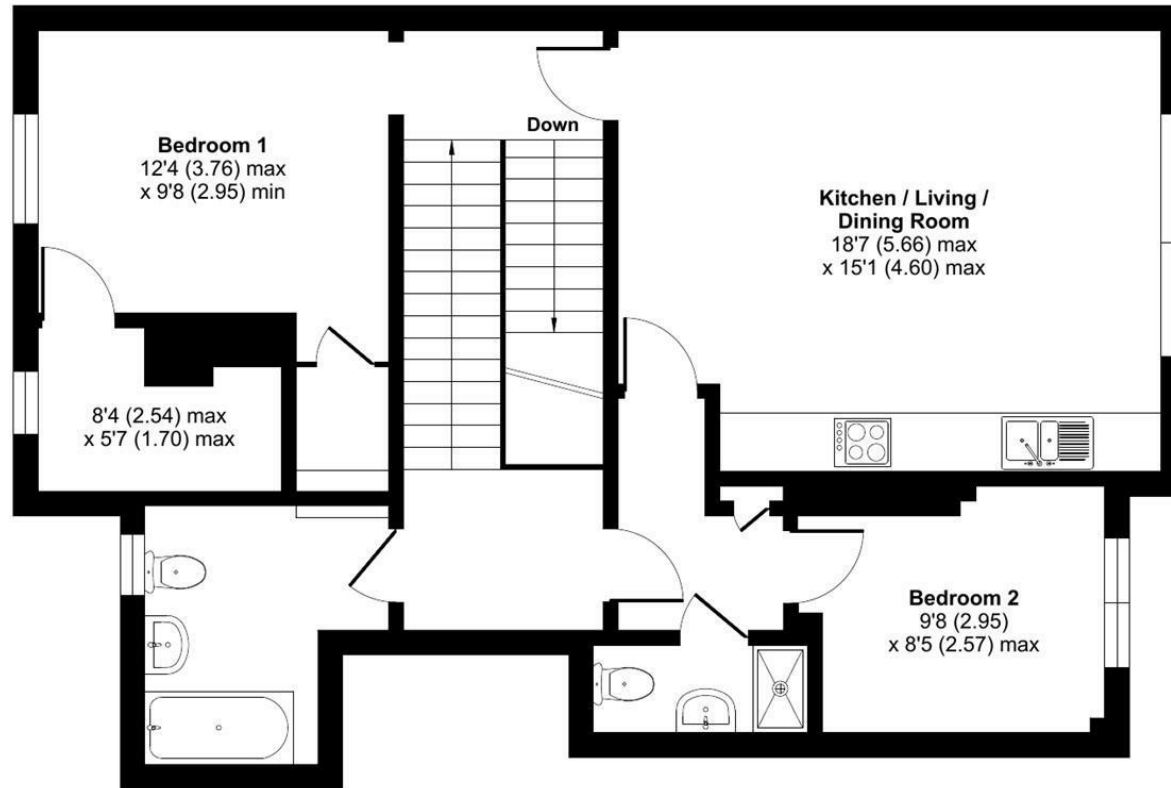 Bedroom 1
12'4 (3.76) max
x 9'8 (2.95) min
Down
Kitchen / Living /
Dining Room
18'7 (5.66) max
x 15'1 (4.60) max
8'4 (2.54) max
x 5'7 (1.70) max
Bedroom 2
9'8 (2.95)
x 8'5 (2.57) max